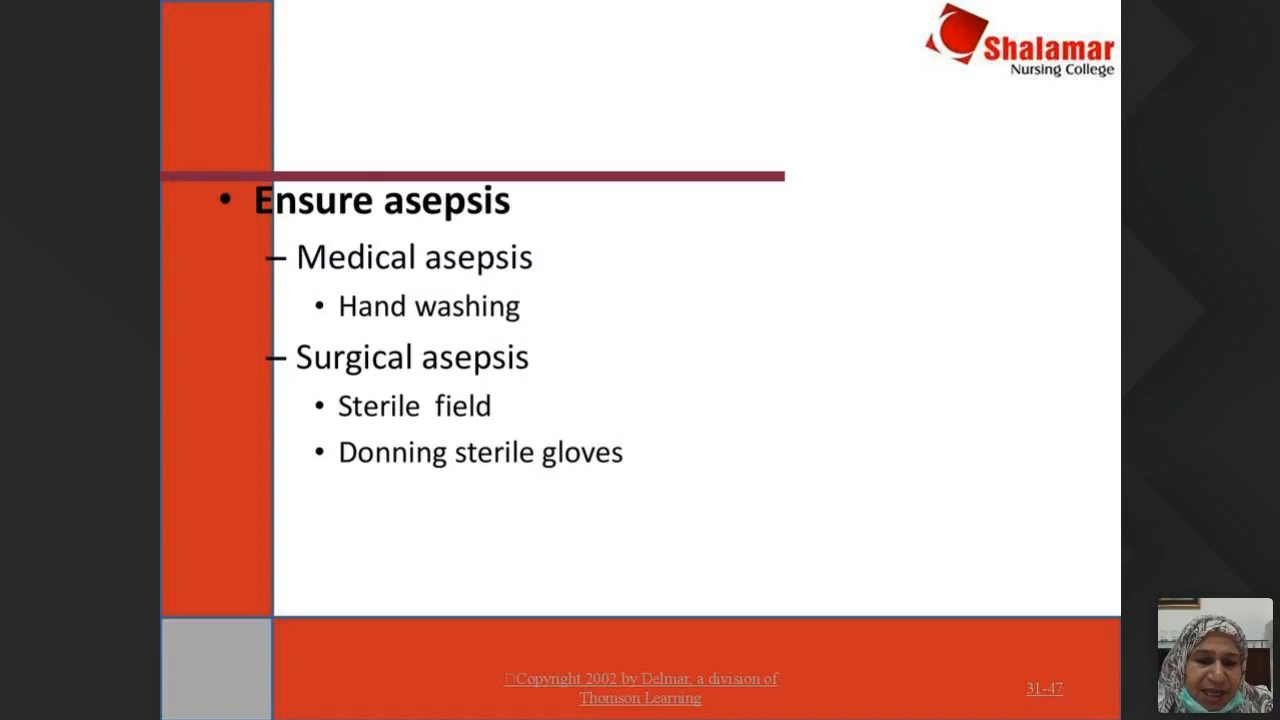 Shalamar
Nursing College
• Ensure asepsis
– Medical asepsis
• Hand washing
– Surgical asepsis
• Sterile field
• Donning sterile gloves
Copyright 2002 by Delmar, a division of
Thomson Learning
31-47